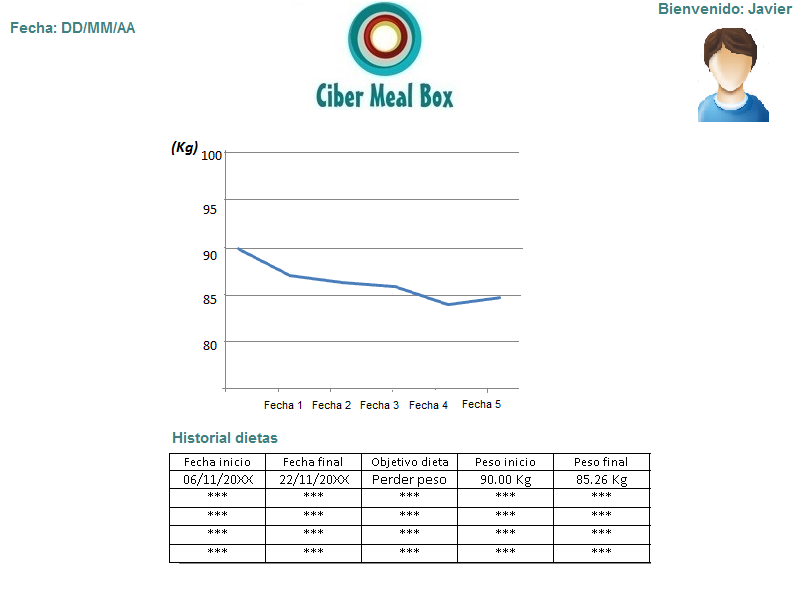 Bienvenido: Javier
Fecha: DD/MM/AA
Ciber Meal Box
(Kg)
100
95
90
85
80
Fecha 1 Fecha 2 Fecha 3 Fecha 4 Fecha 5
Historial dietas
Fecha inicio Fecha final Objetivo dieta Peso inicio Peso final
06/11/20XX 22/11/20XX Perder peso 90.00 Kg 85.26 Kg
*** *** *** *** ***
*** *** *** *** ***
*** *** *** *** ***
*** *** *** *** ***